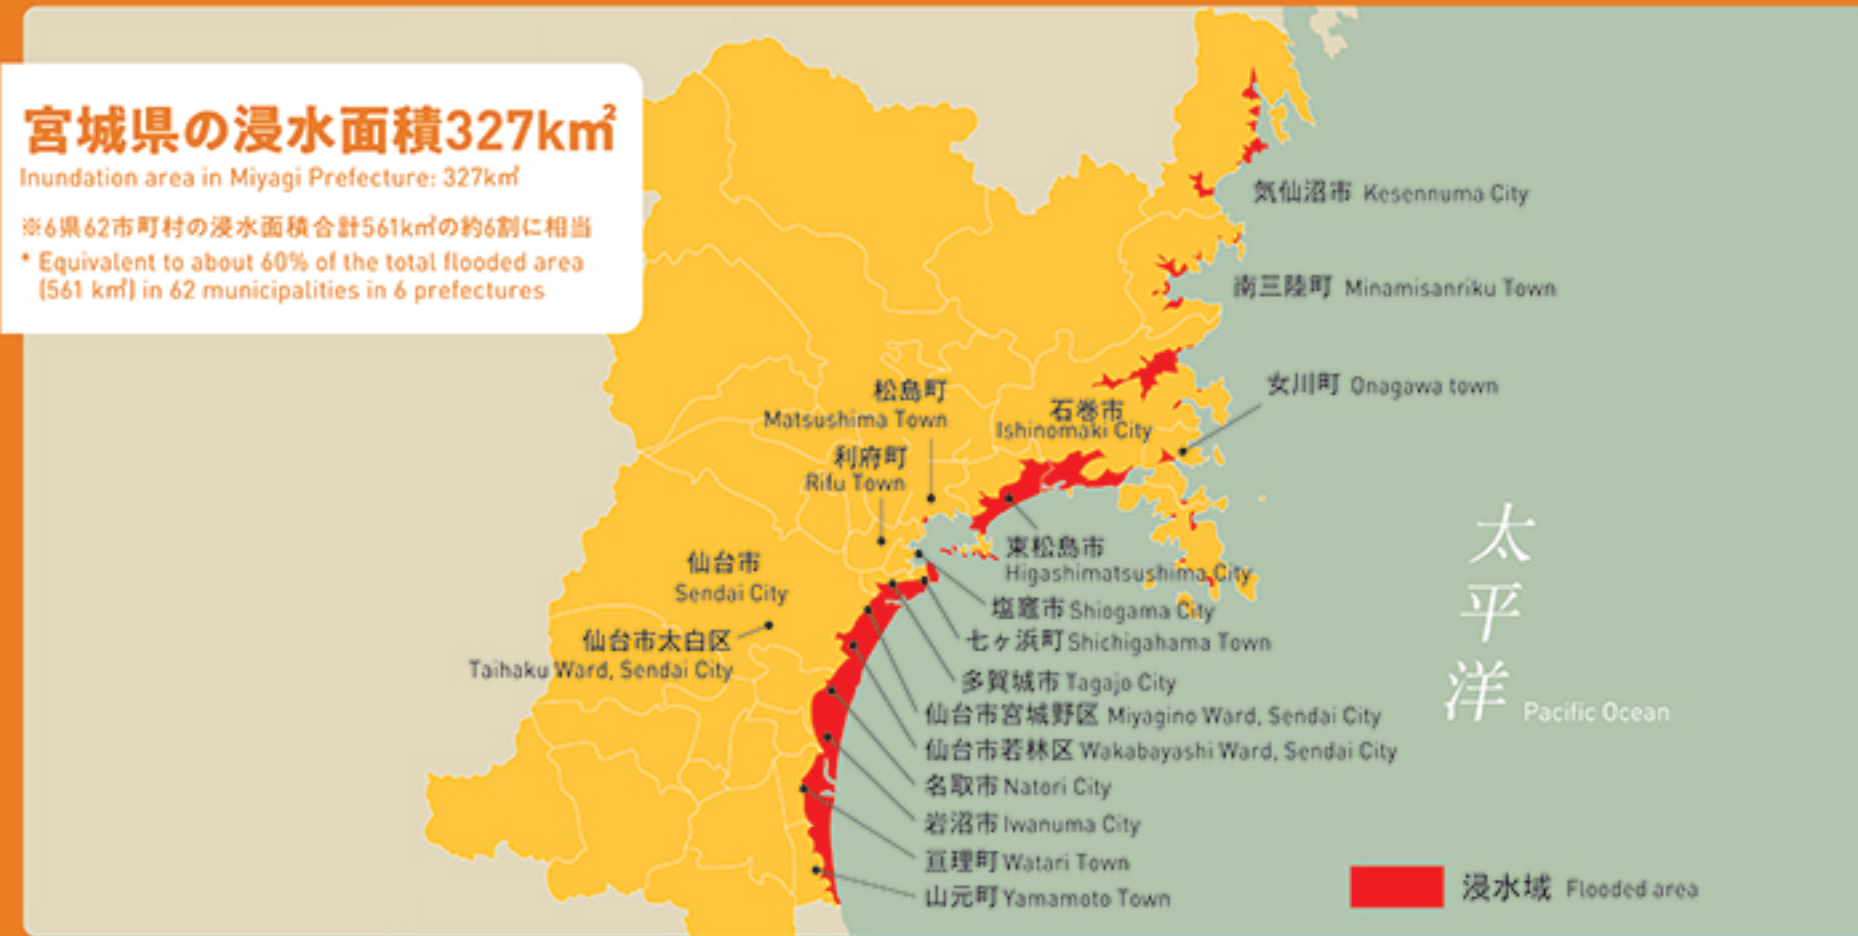 宮城県の浸水面積327k㎡
Inundation area in Miyagi Prefecture: 327k㎡
※6県62市町村の浸水面積合計561k㎡の約6割に相当
* Equivalent to about 60% of the total flooded area
(561 k㎡) in 62 municipalities in 6 prefectures
気仙沼市 Kesennuma City
南三陸町 Minamisanriku Town
女川町 Onagawa town
松島町
Matsushima Town
石巻市
Ishinomaki City
利府町
Rifu Town
東松島市
Higashimatsushima City
仙台市
Sendai City
塩竈市 Shiogama City
仙台市太白区
Taihaku Ward, Sendai City
七ヶ浜町 Shichigahama Town
多賀城市 Tagajo City
仙台市宮城野区 Miyagino Ward, Sendai City
仙台市若林区 Wakabayashi Ward, Sendai City
名取市 Natori City
岩沼市 Iwanuma City
亘理町 Watari Town
山元町 Yamamoto Town
太平洋
Pacific Ocean
浸水域 Flooded area